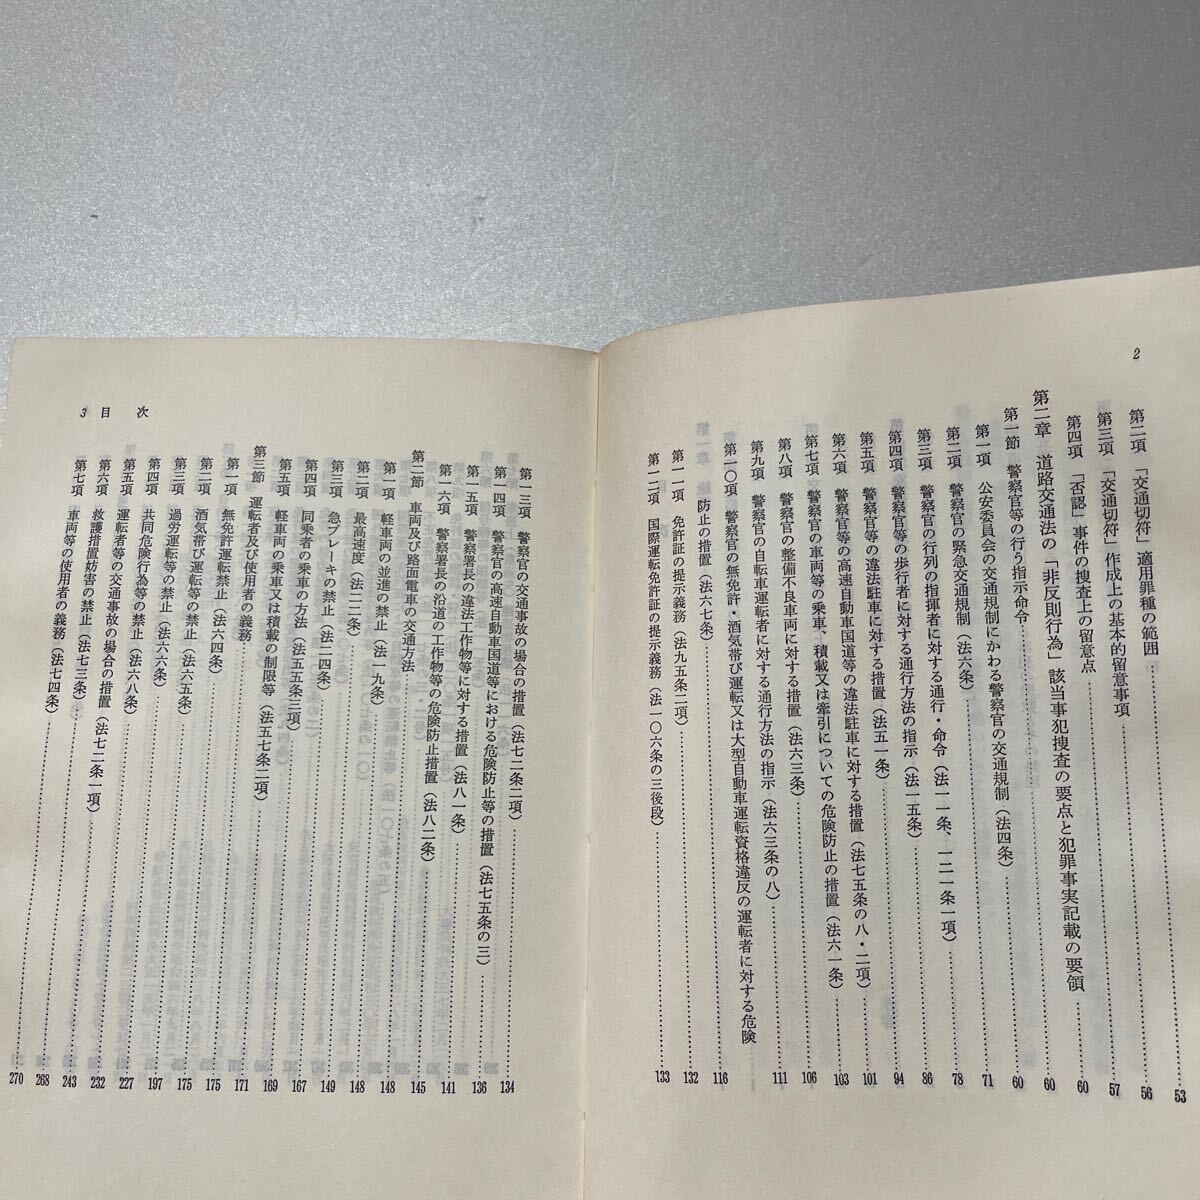 2
第二項 「交通切符」適用罪種の範囲……53
第三項 「交通切符」作成上の基本的留意事項……56
第四項 「否認」事件の捜査上の留意点……57
第二章 道路交通法の「非反則行為」該当事犯捜査の要点と犯罪事実記載の要領……60
第一節 警察官等の行う指示命令……60
第一項 公安委員会の交通規制にかわる警察官の交通規制(法四条)……60
第二項 警察官の緊急交通規制(法六条)……71
第三項 警察官の行列の指揮者に対する通行・命令(法一一条、一二一条一項)……78
第四項 警察官等の歩行者に対する通行方法の指示(法一五条)……86
第五項 警察官等の違法駐車に対する措置(法五一条)……94
第六項 警察官等の高速自動車国道等の違法駐車に対する措置(法七五条の八・二項)……101
第七項 警察官の車両等の乗車、積載又は牽引についての危険防止の措置(法六一条)……103
第八項 警察官の整備不良車両に対する措置(法六三条)……106
第九項 警察官の自転車運転者に対する通行方法の指示(法六三条の八)……111
第一〇項 警察官の無免許・酒気帯び運転又は大型自動車運転資格違反の運転者に対する危険
防止の措置(法六七条)……116
第一一項 免許証の提示義務(法九五条二項)……132
第一二項 国際運転免許証の提示義務(法一〇六条の三後段)……133
3 目 次
第一三項 警察官の交通事故の場合の措置(法七二条二項)……134
第一四項 警察官の高速自動車国道等における危険防止等の措置(法七五条の三)……136
第一五項 警察署長の違法工作物等に対する措置(法八一条)……141
第一六項 警察署長の沿道の工作物等の危険防止措置(法八二条)……145
第二節 車両及び路面電車の交通方法……148
第一項 軽車両の並進の禁止(法一九条)……148
第二項 最高速度(法二二条)……149
第三項 急ブレーキの禁止(法二四条)……167
第四項 同乗者の乗車の方法(法五五条三項)……169
第五項 軽車両の乗車又は積載の制限等(法五七条二項)……171
第三節 運転者及び使用者の義務……175
第一項 無免許運転禁止(法六四条)……175
第二項 酒気帯び運転等の禁止(法六五条)……197
第三項 過労運転等の禁止(法六六条)……227
第四項 共同危険行為等の禁止(法六八条)……232
第五項 運転者等の交通事故の場合の措置(法七二条一項)……243
第六項 救護措置妨害の禁止(法七三条)……268
第七項 車両等の使用者の義務(法七四条)……270